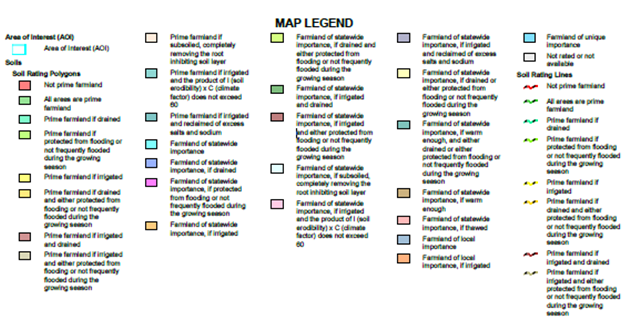 MAP LEGEND
Area of Interest (AOI)
Area of Interest (AOI)
Soils
Soil Rating Polygons
Not prime farmland
All areas are prime
farmland
Prime farmland if drained
Prime farmland if
protected from flooding or
not frequently flooded
during the growing
season
Prime farmland if irrigated
Prime farmland if drained
and either protected from
flooding or not frequently
flooded during the
growing season
Prime farmland if irrigated
and drained
Prime farmland if irrigated
and either protected from
flooding or not frequently
flooded during the
growing season
Prime farmland if
subsoiled, completely
removing the root
inhibiting soil layer
Prime farmland if irrigated
and the product of I (soil
erodibility) x C (climate
factor) does not exceed
60
Prime farmland if irrigated
and reclaimed of excess
salts and sodium
Farmland of statewide
importance
Farmland of statewide
importance, if drained
Farmland of statewide
importance, if protected
from flooding or not
frequently flooded during
the growing season
Farmland of statewide
importance, if irrigated
Farmland of statewide
importance, if drained and
either protected from
flooding or not frequently
flooded during the
growing season
Farmland of statewide
importance, if irrigated
and drained
Farmland of statewide
importance, if irrigated
and either protected from
flooding or not frequently
flooded during the
growing season
Farmland of statewide
importance, if subsoiled,
completely removing the
root inhibiting soil layer
Farmland of statewide
importance, if irrigated
and the product of I (soil
erodibility) x C (climate
factor) does not exceed
60
Farmland of statewide
importance, if irrigated
and reclaimed of excess
salts and sodium
Farmland of statewide
importance, if drained or
either protected from
flooding or not frequently
flooded during the
growing season
Farmland of statewide
importance, if warm
enough, and either
drained or either
protected from flooding or
not frequently flooded
during the growing
season
Farmland of statewide
importance, if warm
enough
Farmland of statewide
importance, if thawed
Farmland of local
importance
Farmland of local
importance, if irrigated
Farmland of unique
importance
Not rated or not
available
Soil Rating Lines
Not prime farmland
All areas are prime
farmland
Prime farmland if
drained
Prime farmland if
protected from flooding
or not frequently flooded
during the growing
season
Prime farmland if
irrigated
Prime farmland if
drained and either
protected from flooding
or not frequently flooded
during the growing
season
Prime farmland if
irrigated and drained
Prime farmland if
irrigated and either
protected from flooding
or not frequently flooded
during the growing
season